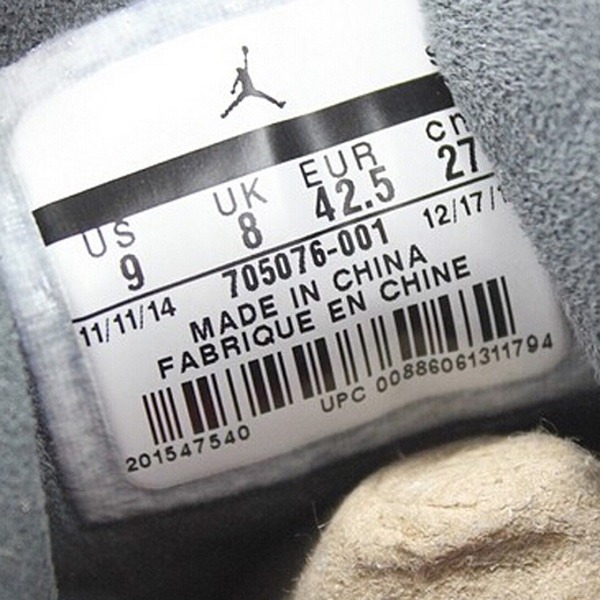 US UK EUR cm
9 8 42.5 27
11/11/14 705076-001 12/17/1
MADE IN CHINA
FABRIQUE EN CHINE
201547540 UPC 00886061311794